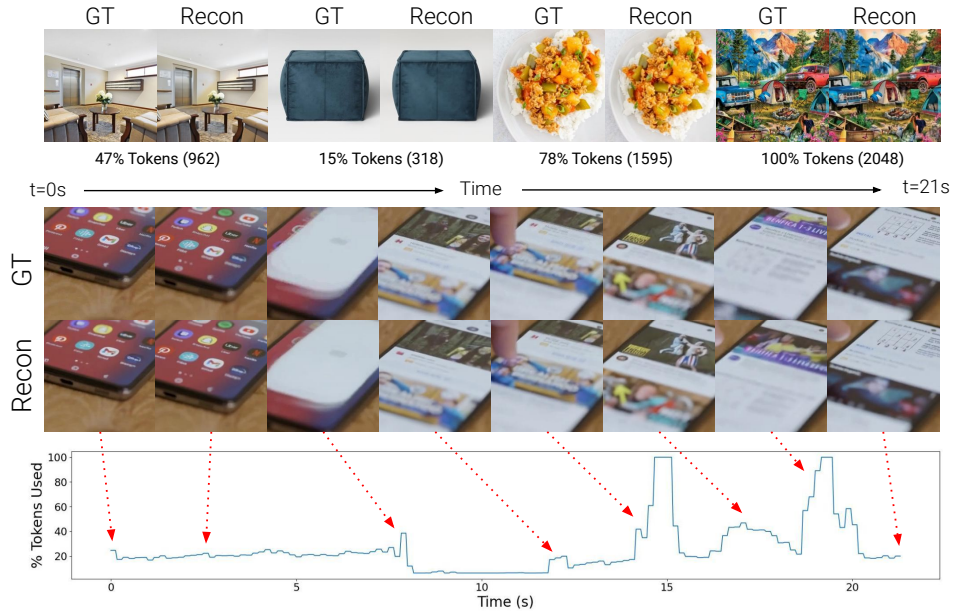 GT Recon GT Recon GT Recon GT Recon
47% Tokens (962) 15% Tokens (318) 78% Tokens (1595) 100% Tokens (2048)
t=0s Time t=21s
GT
Recon
% Tokens Used
100
80
60
40
20
0 5 10 15 20
Time (s)